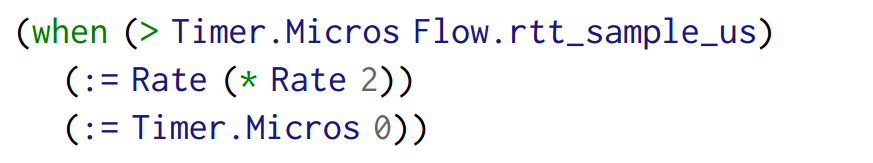 (when (> Timer.Micros Flow.rtt_sample_us)
(:= Rate (* Rate 2))
(:= Timer.Micros 0))